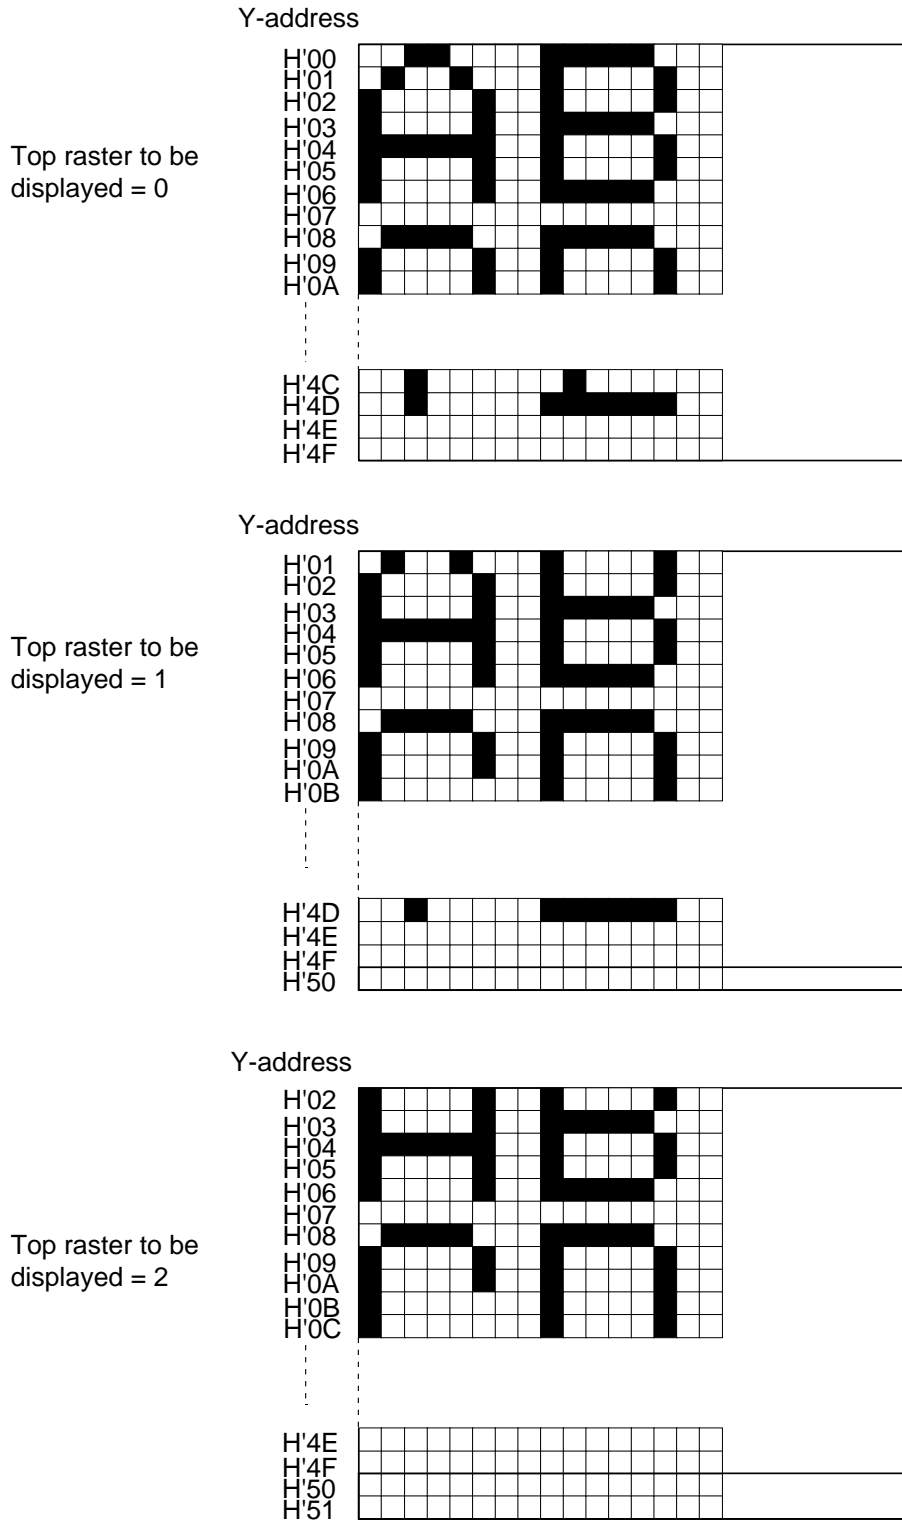 Y-address
H'00
H'01
H'02
H'03
Top raster to be
displayed = 0
H'04
H'05
H'06
H'07
H'08
H'09
H'0A
H'4C
H'4D
H'4E
H'4F
Y-address
H'01
H'02
H'03
H'04
Top raster to be
displayed = 1
H'05
H'06
H'07
H'08
H'09
H'0A
H'0B
H'4D
H'4E
H'4F
H'50
Y-address
H'02
H'03
H'04
H'05
H'06
H'07
H'08
Top raster to be
displayed = 2
H'09
H'0A
H'0B
H'0C
H'4E
H'4F
H'50
H'51